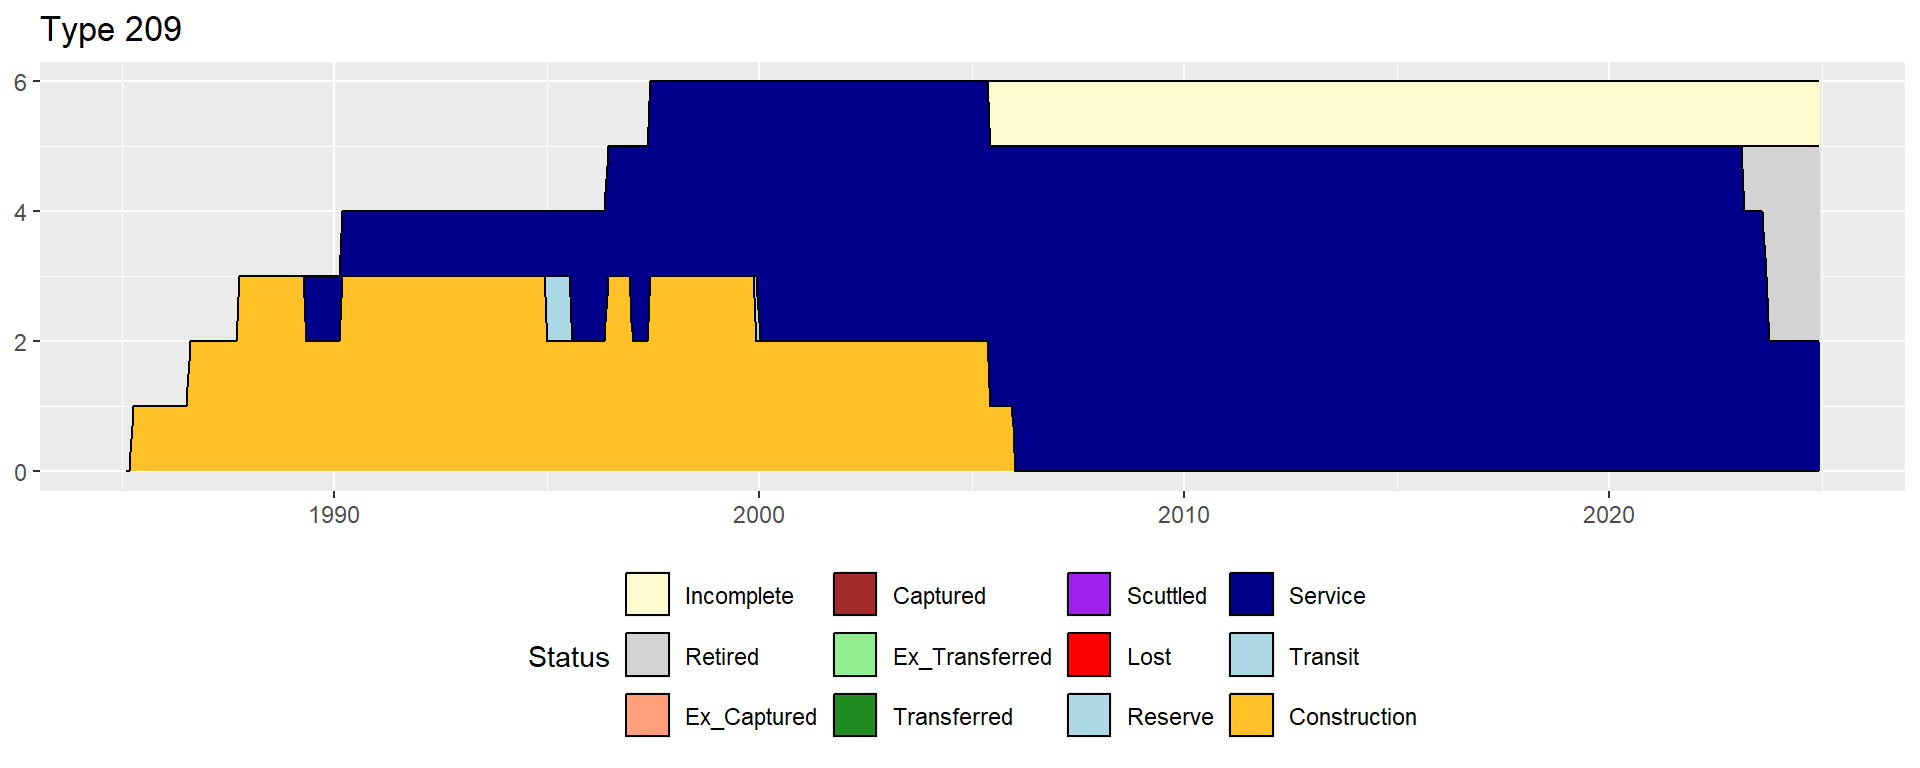 Type 209
6
4
2
0
1990 2000 2010 2020
Incomplete Captured Scuttled Service
Status Retired Ex_Transferred Lost Transit
Ex_Captured Transferred Reserve Construction